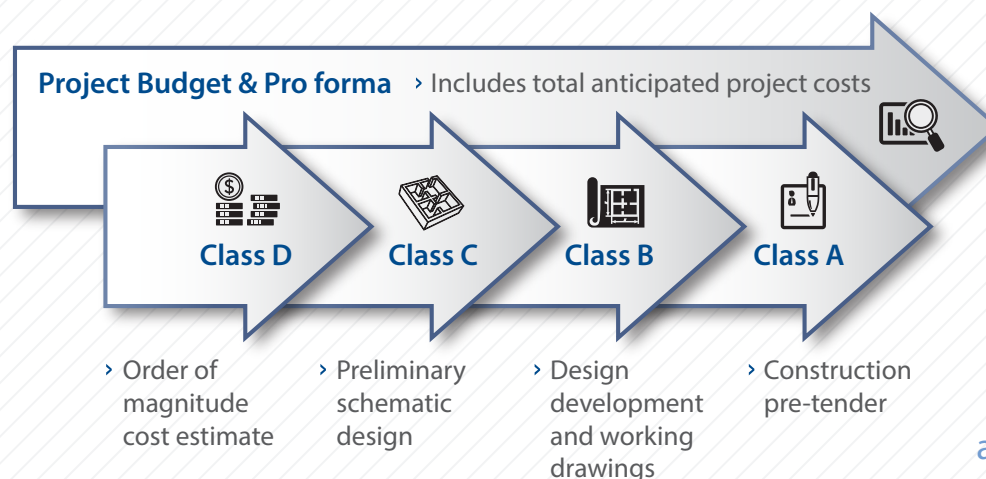 Project Budget & Pro forma › Includes total anticipated project costs
$
Class D
Class C
Class B
Class A
› Order of
magnitude
cost estimate
› Preliminary
schematic
design
› Design
development
and working
drawings
› Construction
pre-tender
a